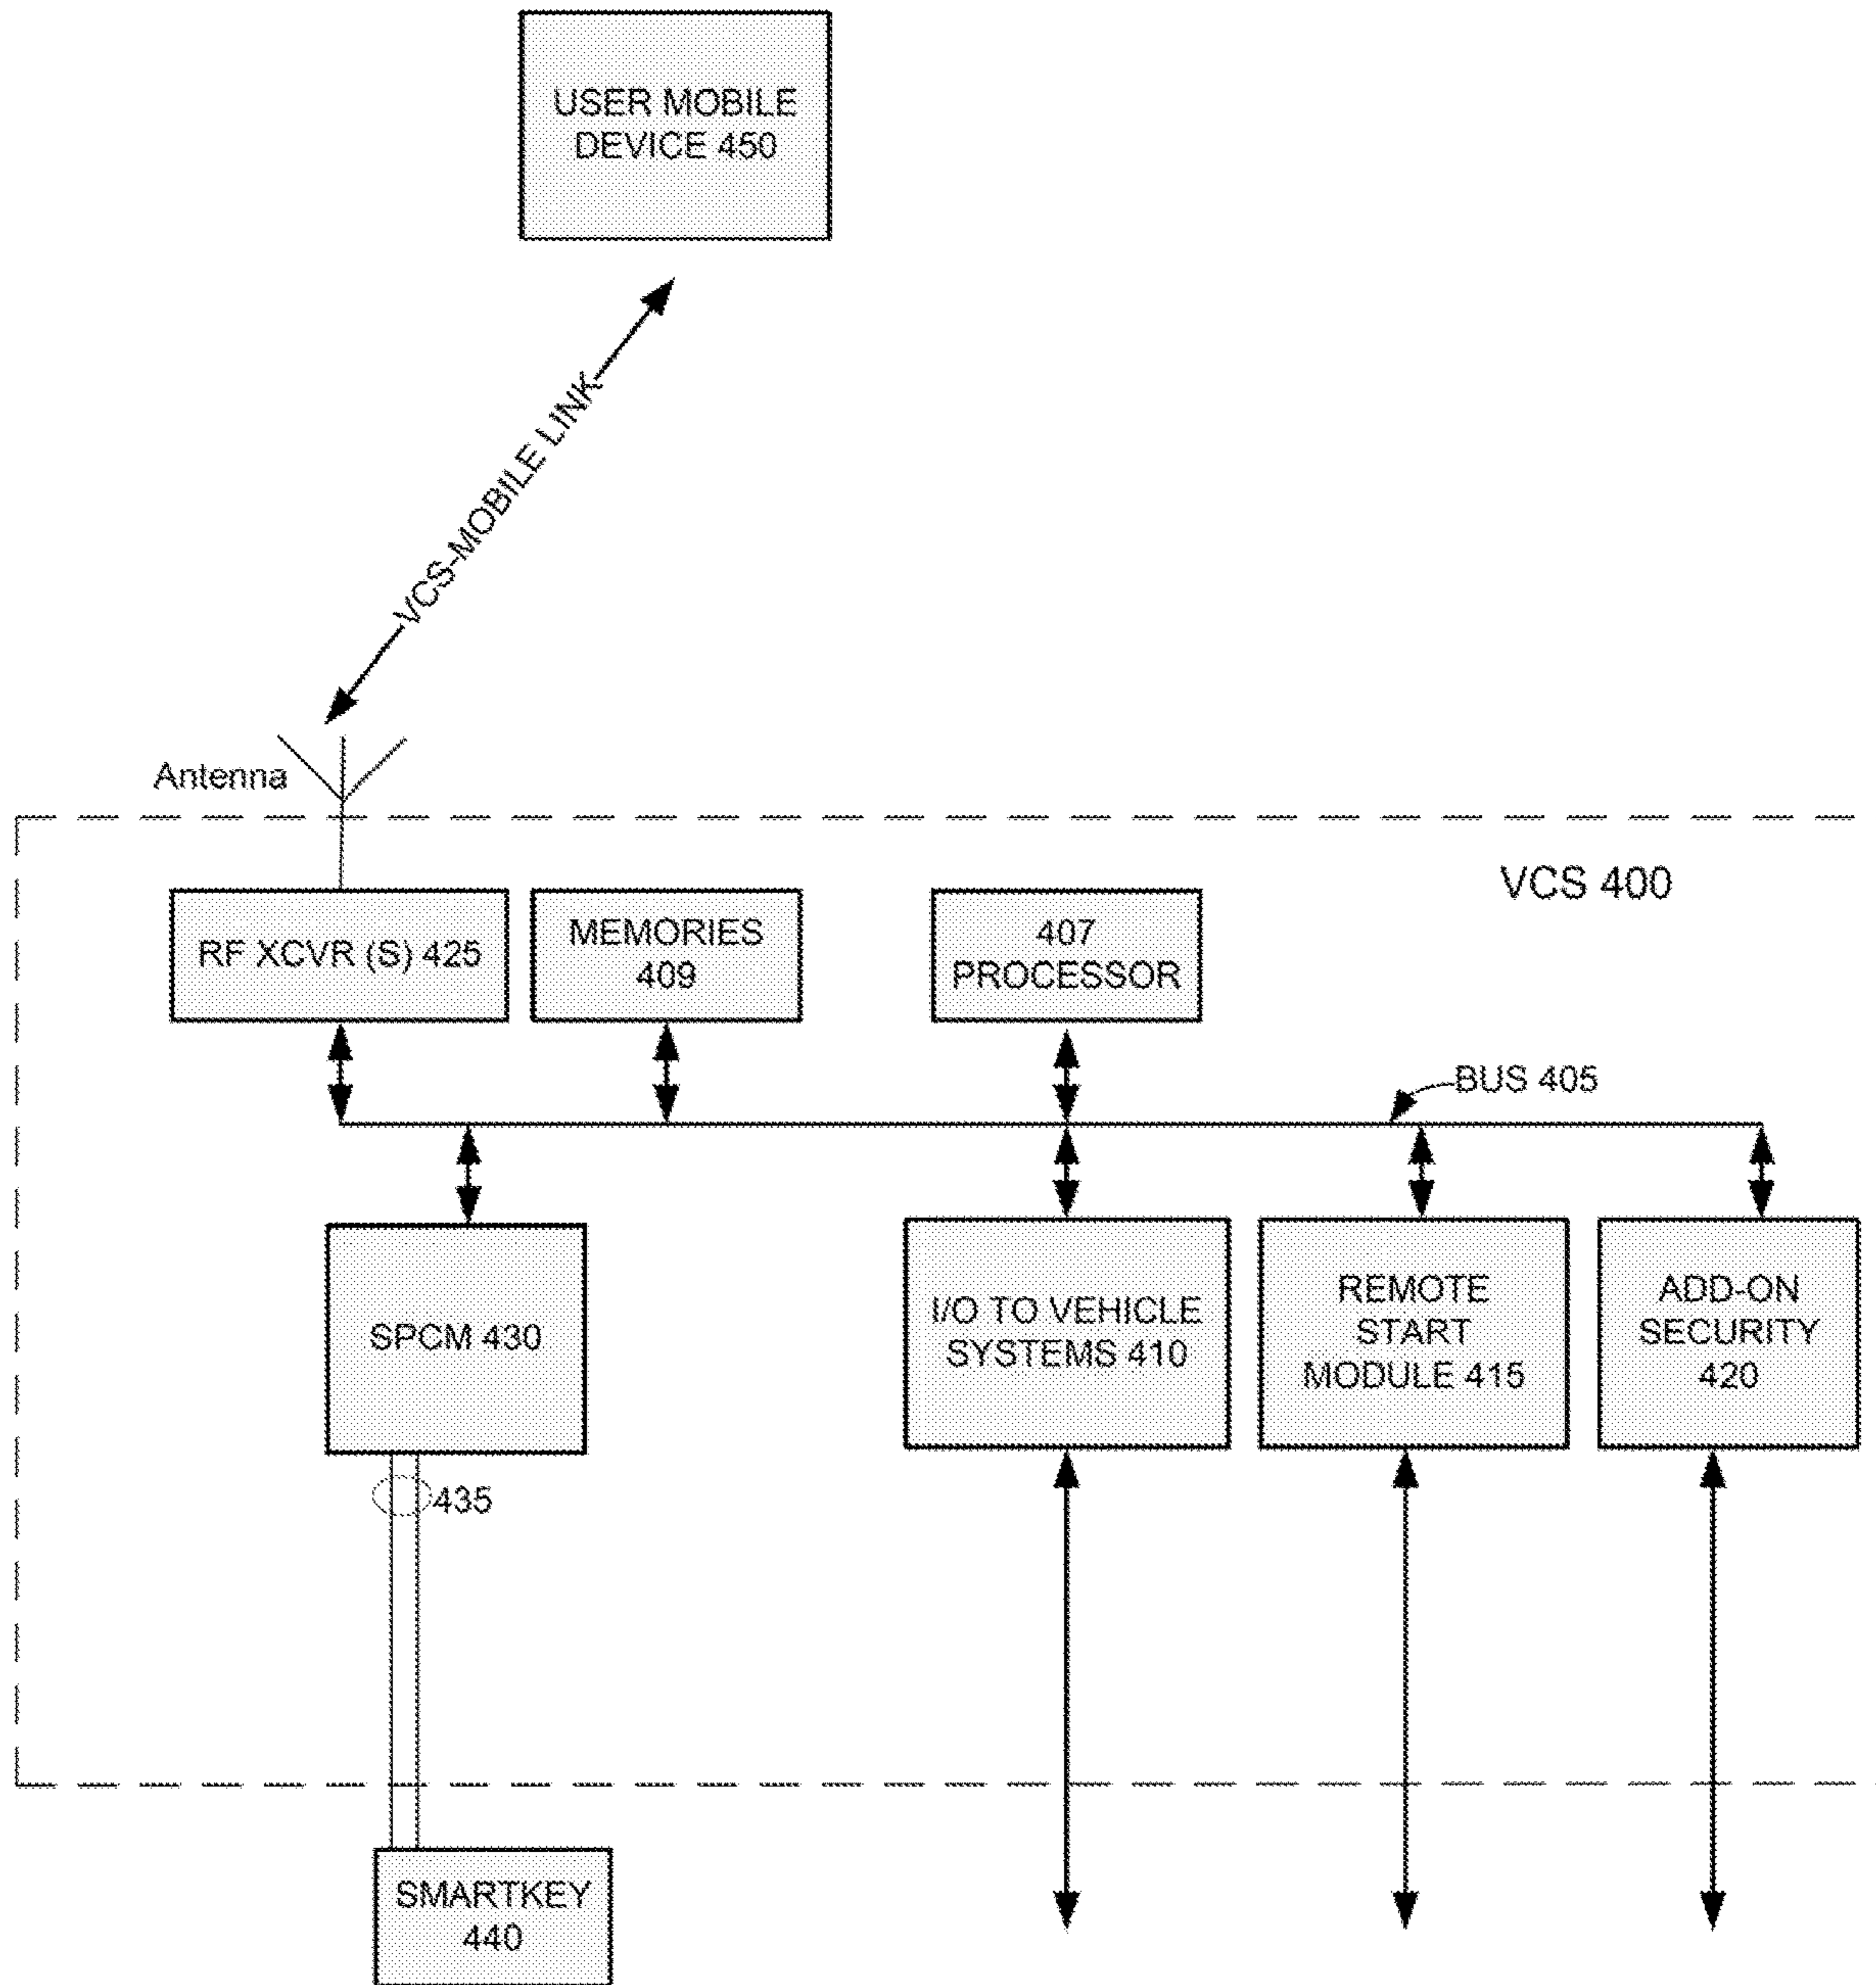 USER MOBILE
DEVICE 450
VCS-MOBILE LINK
Antenna
VCS 400
RF XCVR (S) 425
MEMORIES
409
407
PROCESSOR
BUS 405
SPCM 430
I/O TO VEHICLE
SYSTEMS 410
REMOTE
START
MODULE 415
ADD-ON
SECURITY
420
435
SMARTKEY
440